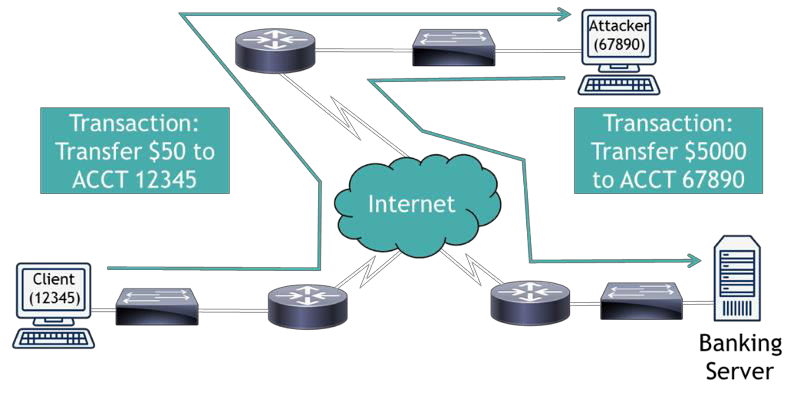 Attacker
(67890)
Transaction:
Transfer $50 to
ACCT 12345
Transaction:
Transfer $5000
to ACCT 67890
Internet
Client
(12345)
Banking
Server